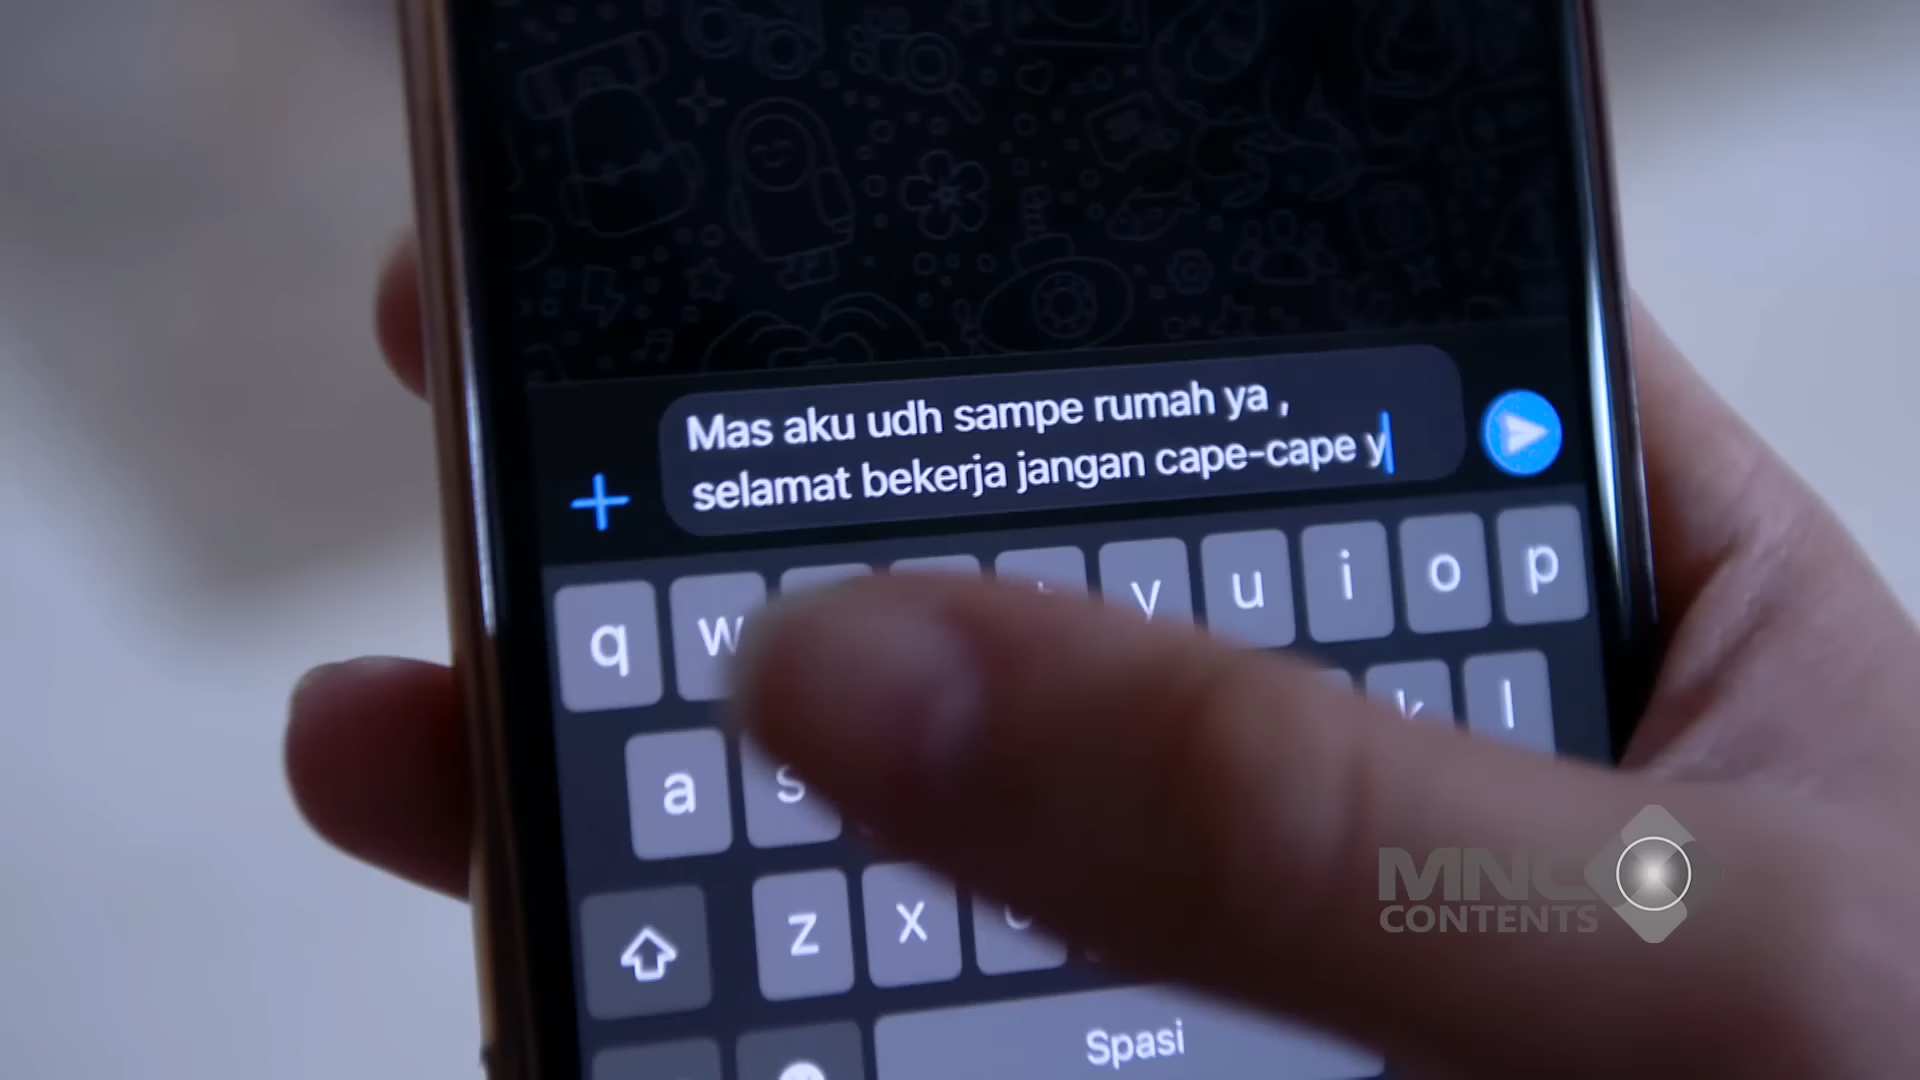 Mas aku udh sampe rumah ya ,
selamat bekerja jangan cape-cape y
q w y u i o p
a s k l
z x c
Spasi
MNC
CONTENTS